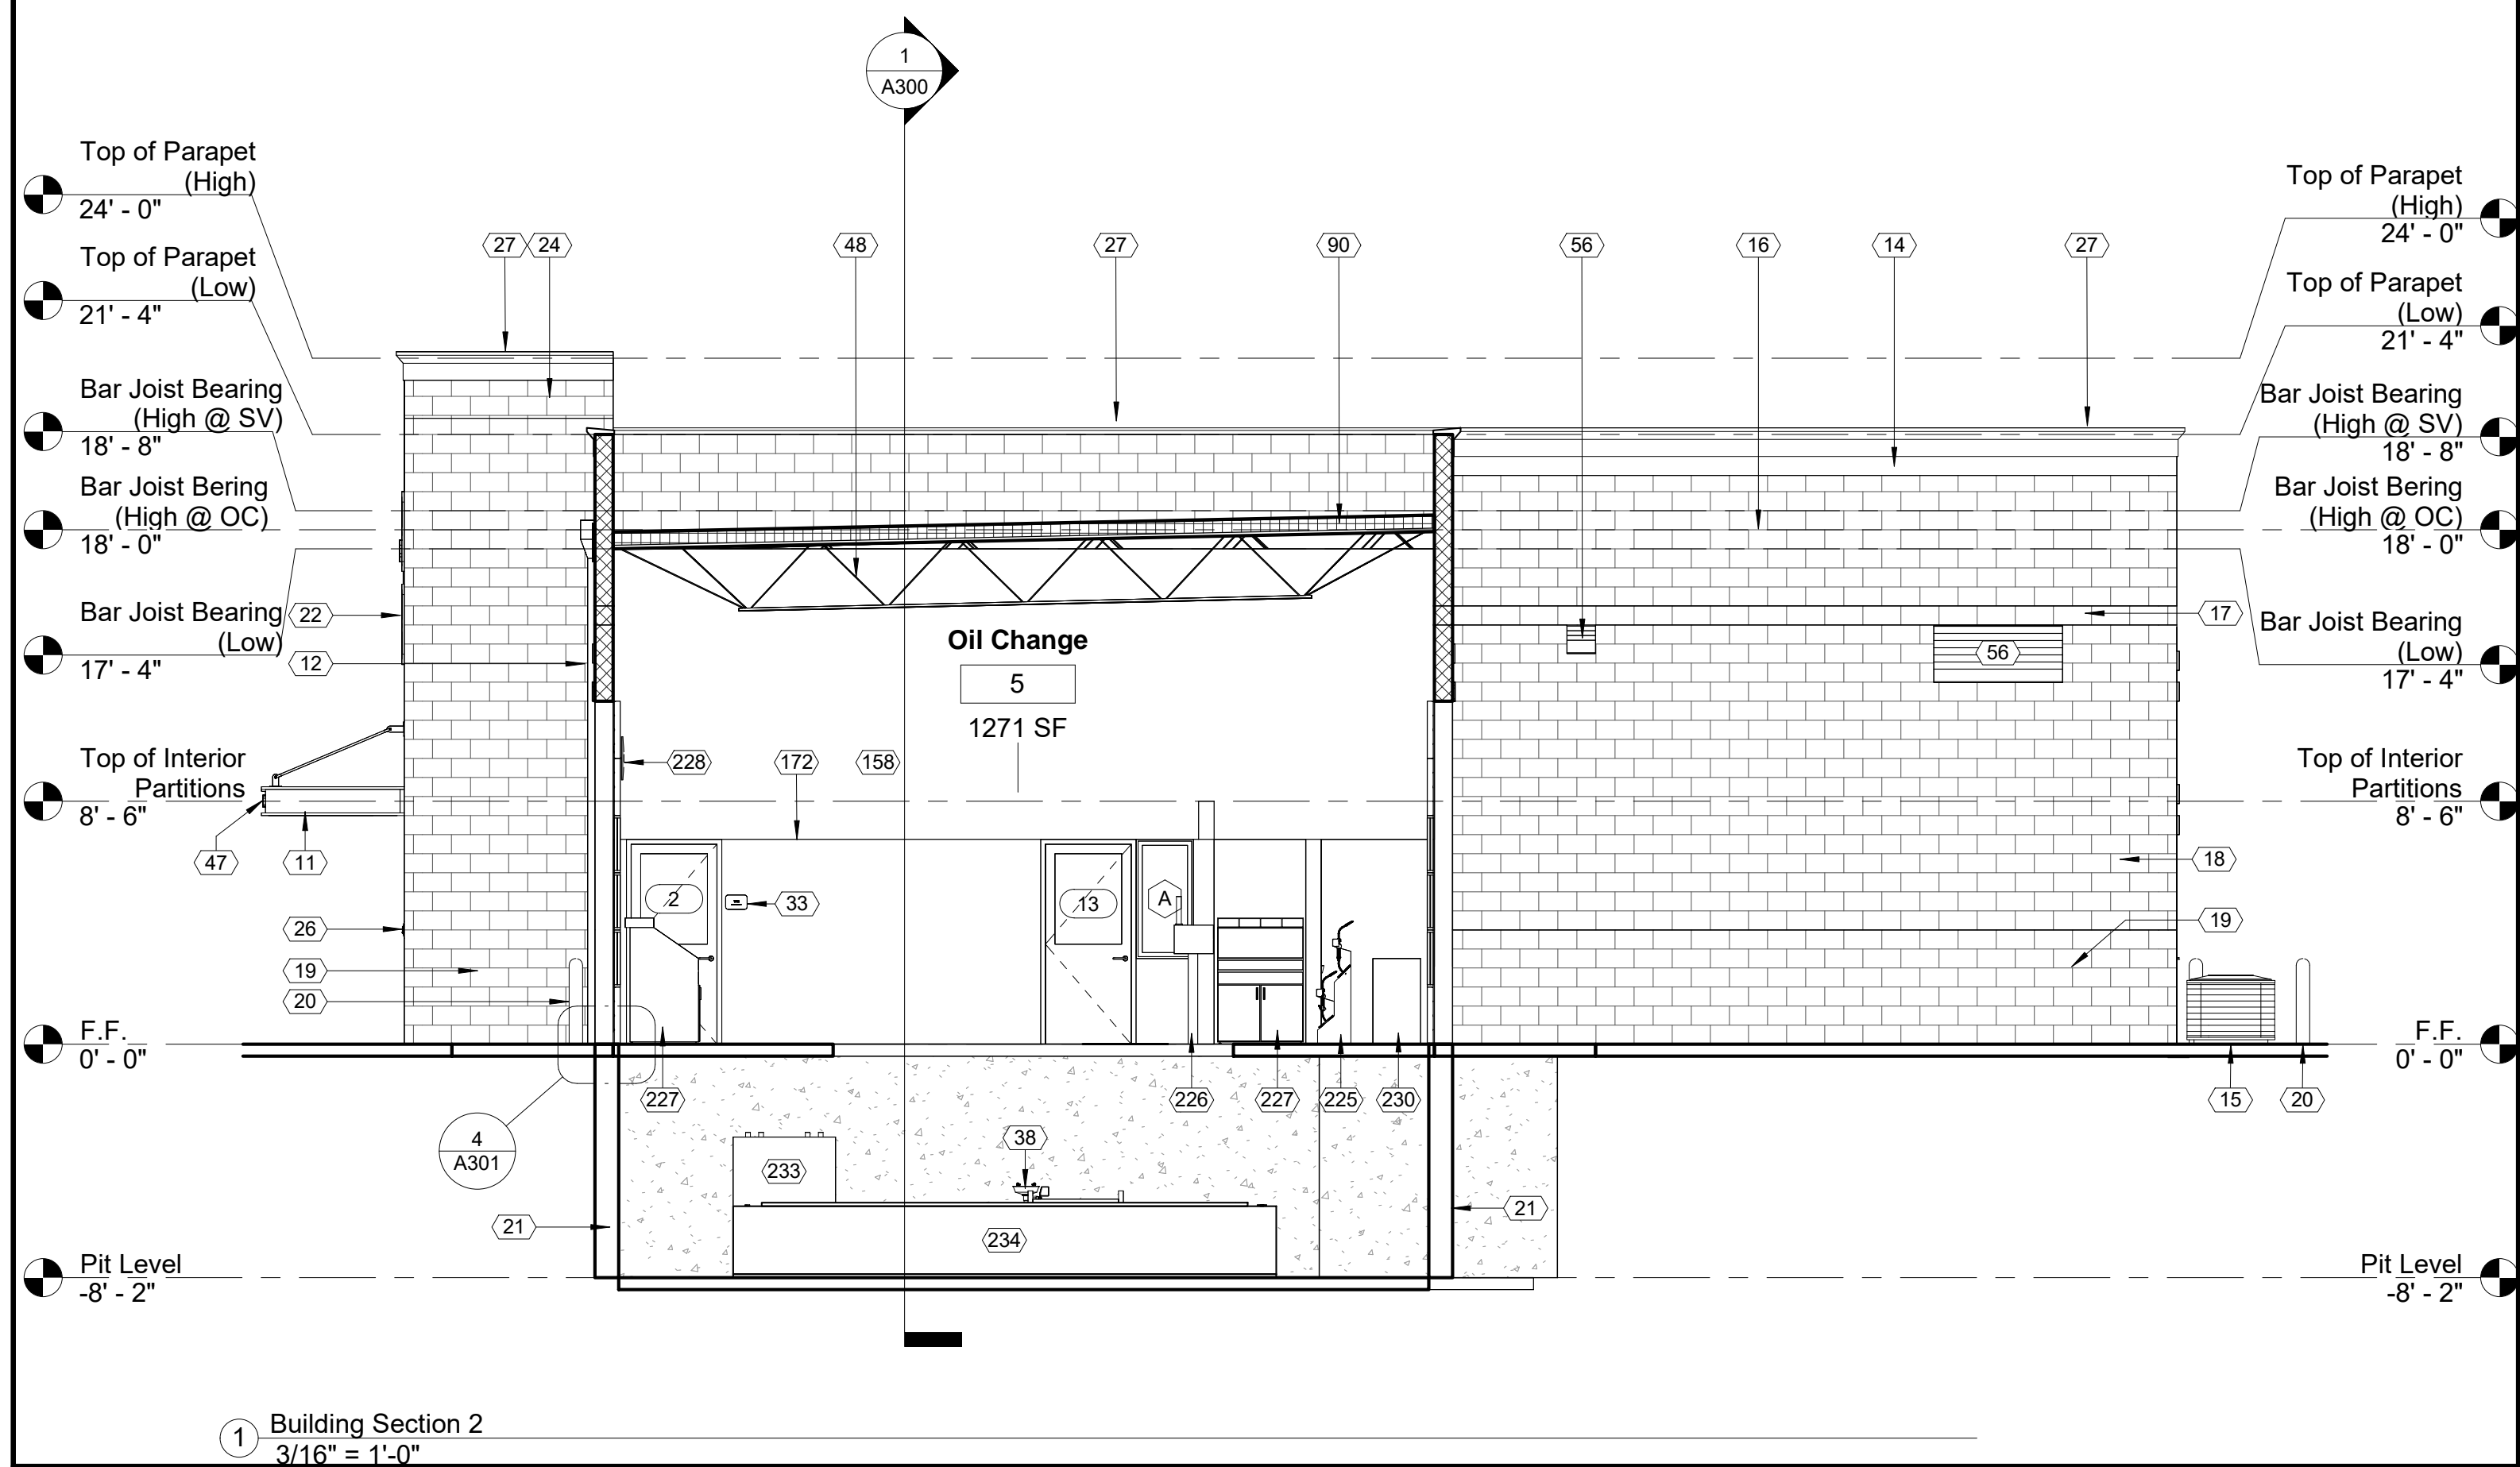 1
A300
Top of Parapet
(High)
24' - 0"
Top of Parapet
(Low)
21' - 4"
Bar Joist Bearing
(High @ SV)
18' - 8"
Bar Joist Bering
(High @ OC)
18' - 0"
Bar Joist Bearing
(Low)
17' - 4"
Top of Interior
Partitions
8' - 6"
F.F.
0' - 0"
Pit Level
-8' - 2"
27
24
48
27
90
56
16
14
27
22
12
47
11
26
19
20
Oil Change
5
1271 SF
228
172
158
2
33
13
A
56
17
18
19
227
226
227
225
230
15
20
4
A301
233
38
21
234
21
Top of Parapet
(High)
24' - 0"
Top of Parapet
(Low)
21' - 4"
Bar Joist Bearing
(High @ SV)
18' - 8"
Bar Joist Bering
(High @ OC)
18' - 0"
Bar Joist Bearing
(Low)
17' - 4"
Top of Interior
Partitions
8' - 6"
F.F.
0' - 0"
Pit Level
-8' - 2"
1
Building Section 2
3/16" = 1'-0"